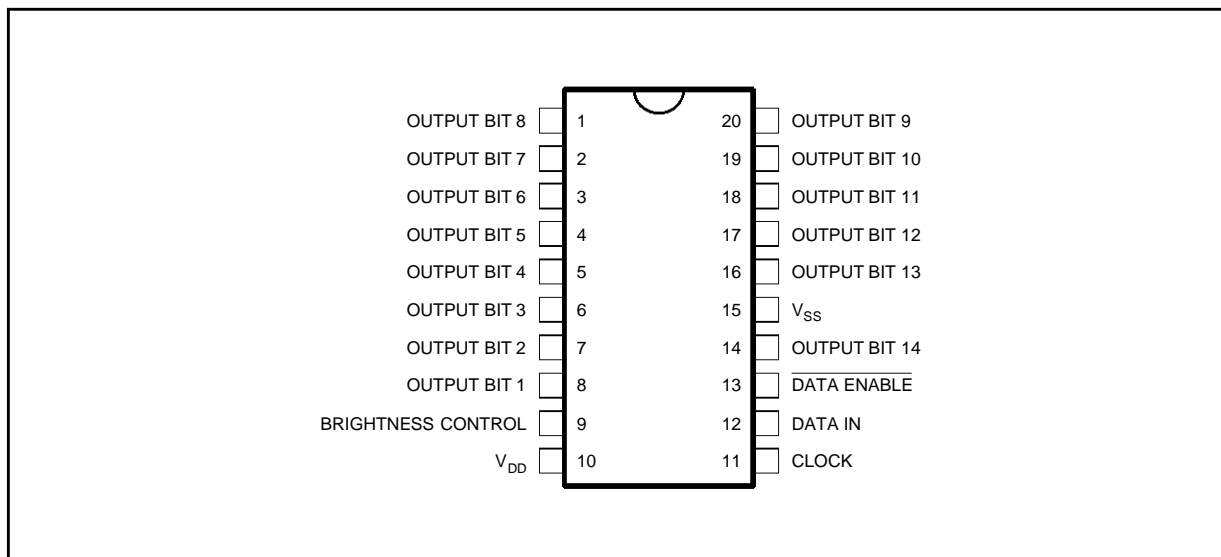 OUTPUT BIT 8 1 20 OUTPUT BIT 9
OUTPUT BIT 7 2 19 OUTPUT BIT 10
OUTPUT BIT 6 3 18 OUTPUT BIT 11
OUTPUT BIT 5 4 17 OUTPUT BIT 12
OUTPUT BIT 4 5 16 OUTPUT BIT 13
OUTPUT BIT 3 6 15 VSS
OUTPUT BIT 2 7 14 OUTPUT BIT 14
OUTPUT BIT 1 8 13 DATA ENABLE
BRIGHTNESS CONTROL 9 12 DATA IN
VDD 10 11 CLOCK